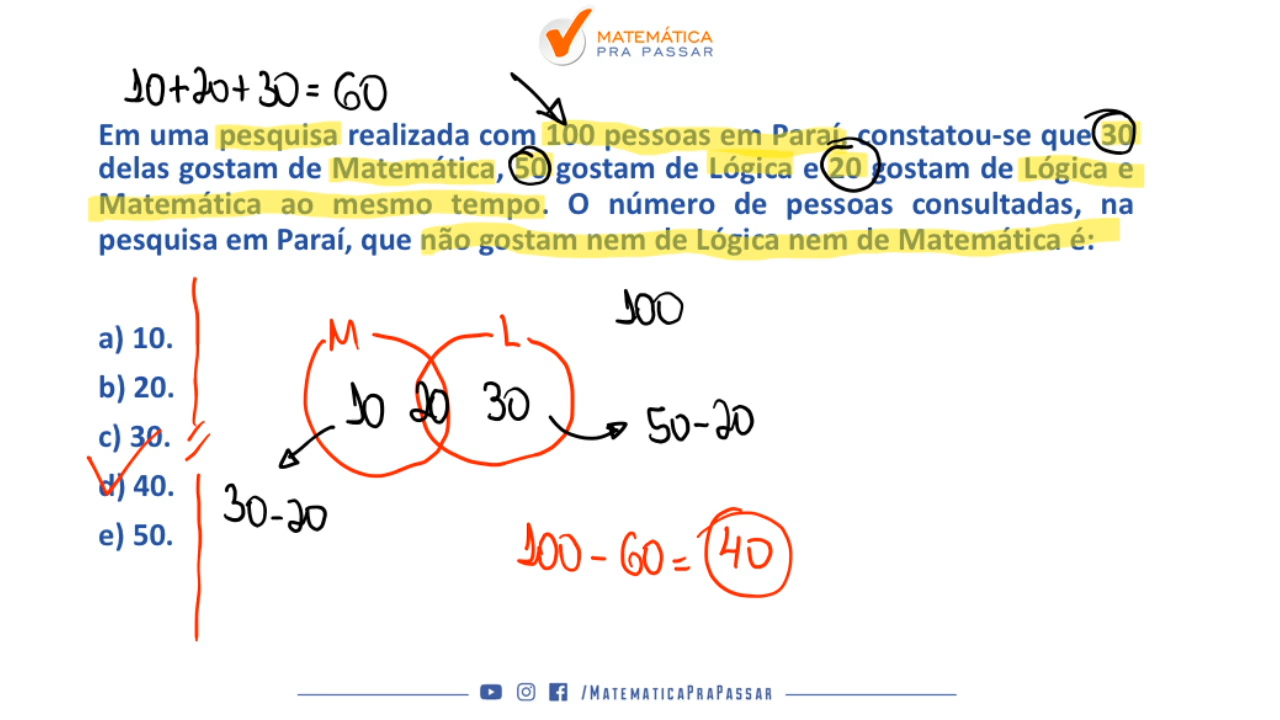 MATEMÁTICA
PRA PASSAR
10+20+30=60
Em uma pesquisa realizada com 100 pessoas em Paraí, constatou-se que 30
delas gostam de Matemática, 50 gostam de Lógica e 20 gostam de Lógica e
Matemática ao mesmo tempo. O número de pessoas consultadas, na
pesquisa em Paraí, que não gostam nem de Lógica nem de Matemática é:
100
M L
a) 10.
b) 20.
10 20 30
50-20
c) 30.
d) 40.
30-20
e) 50.
100-60=40
/MATEMATICAPRAPASSAR